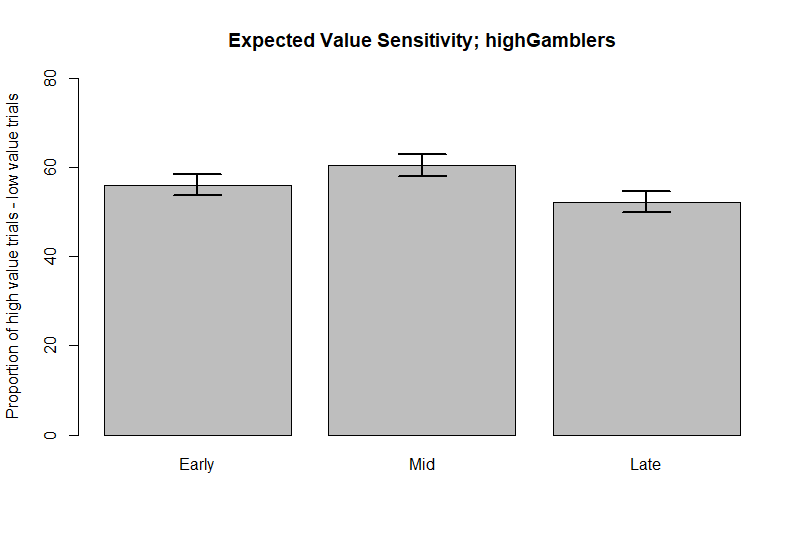 Expected Value Sensitivity; highGamblers
Proportion of high value trials - low value trials
80
60
40
20
0
Early
Mid
Late